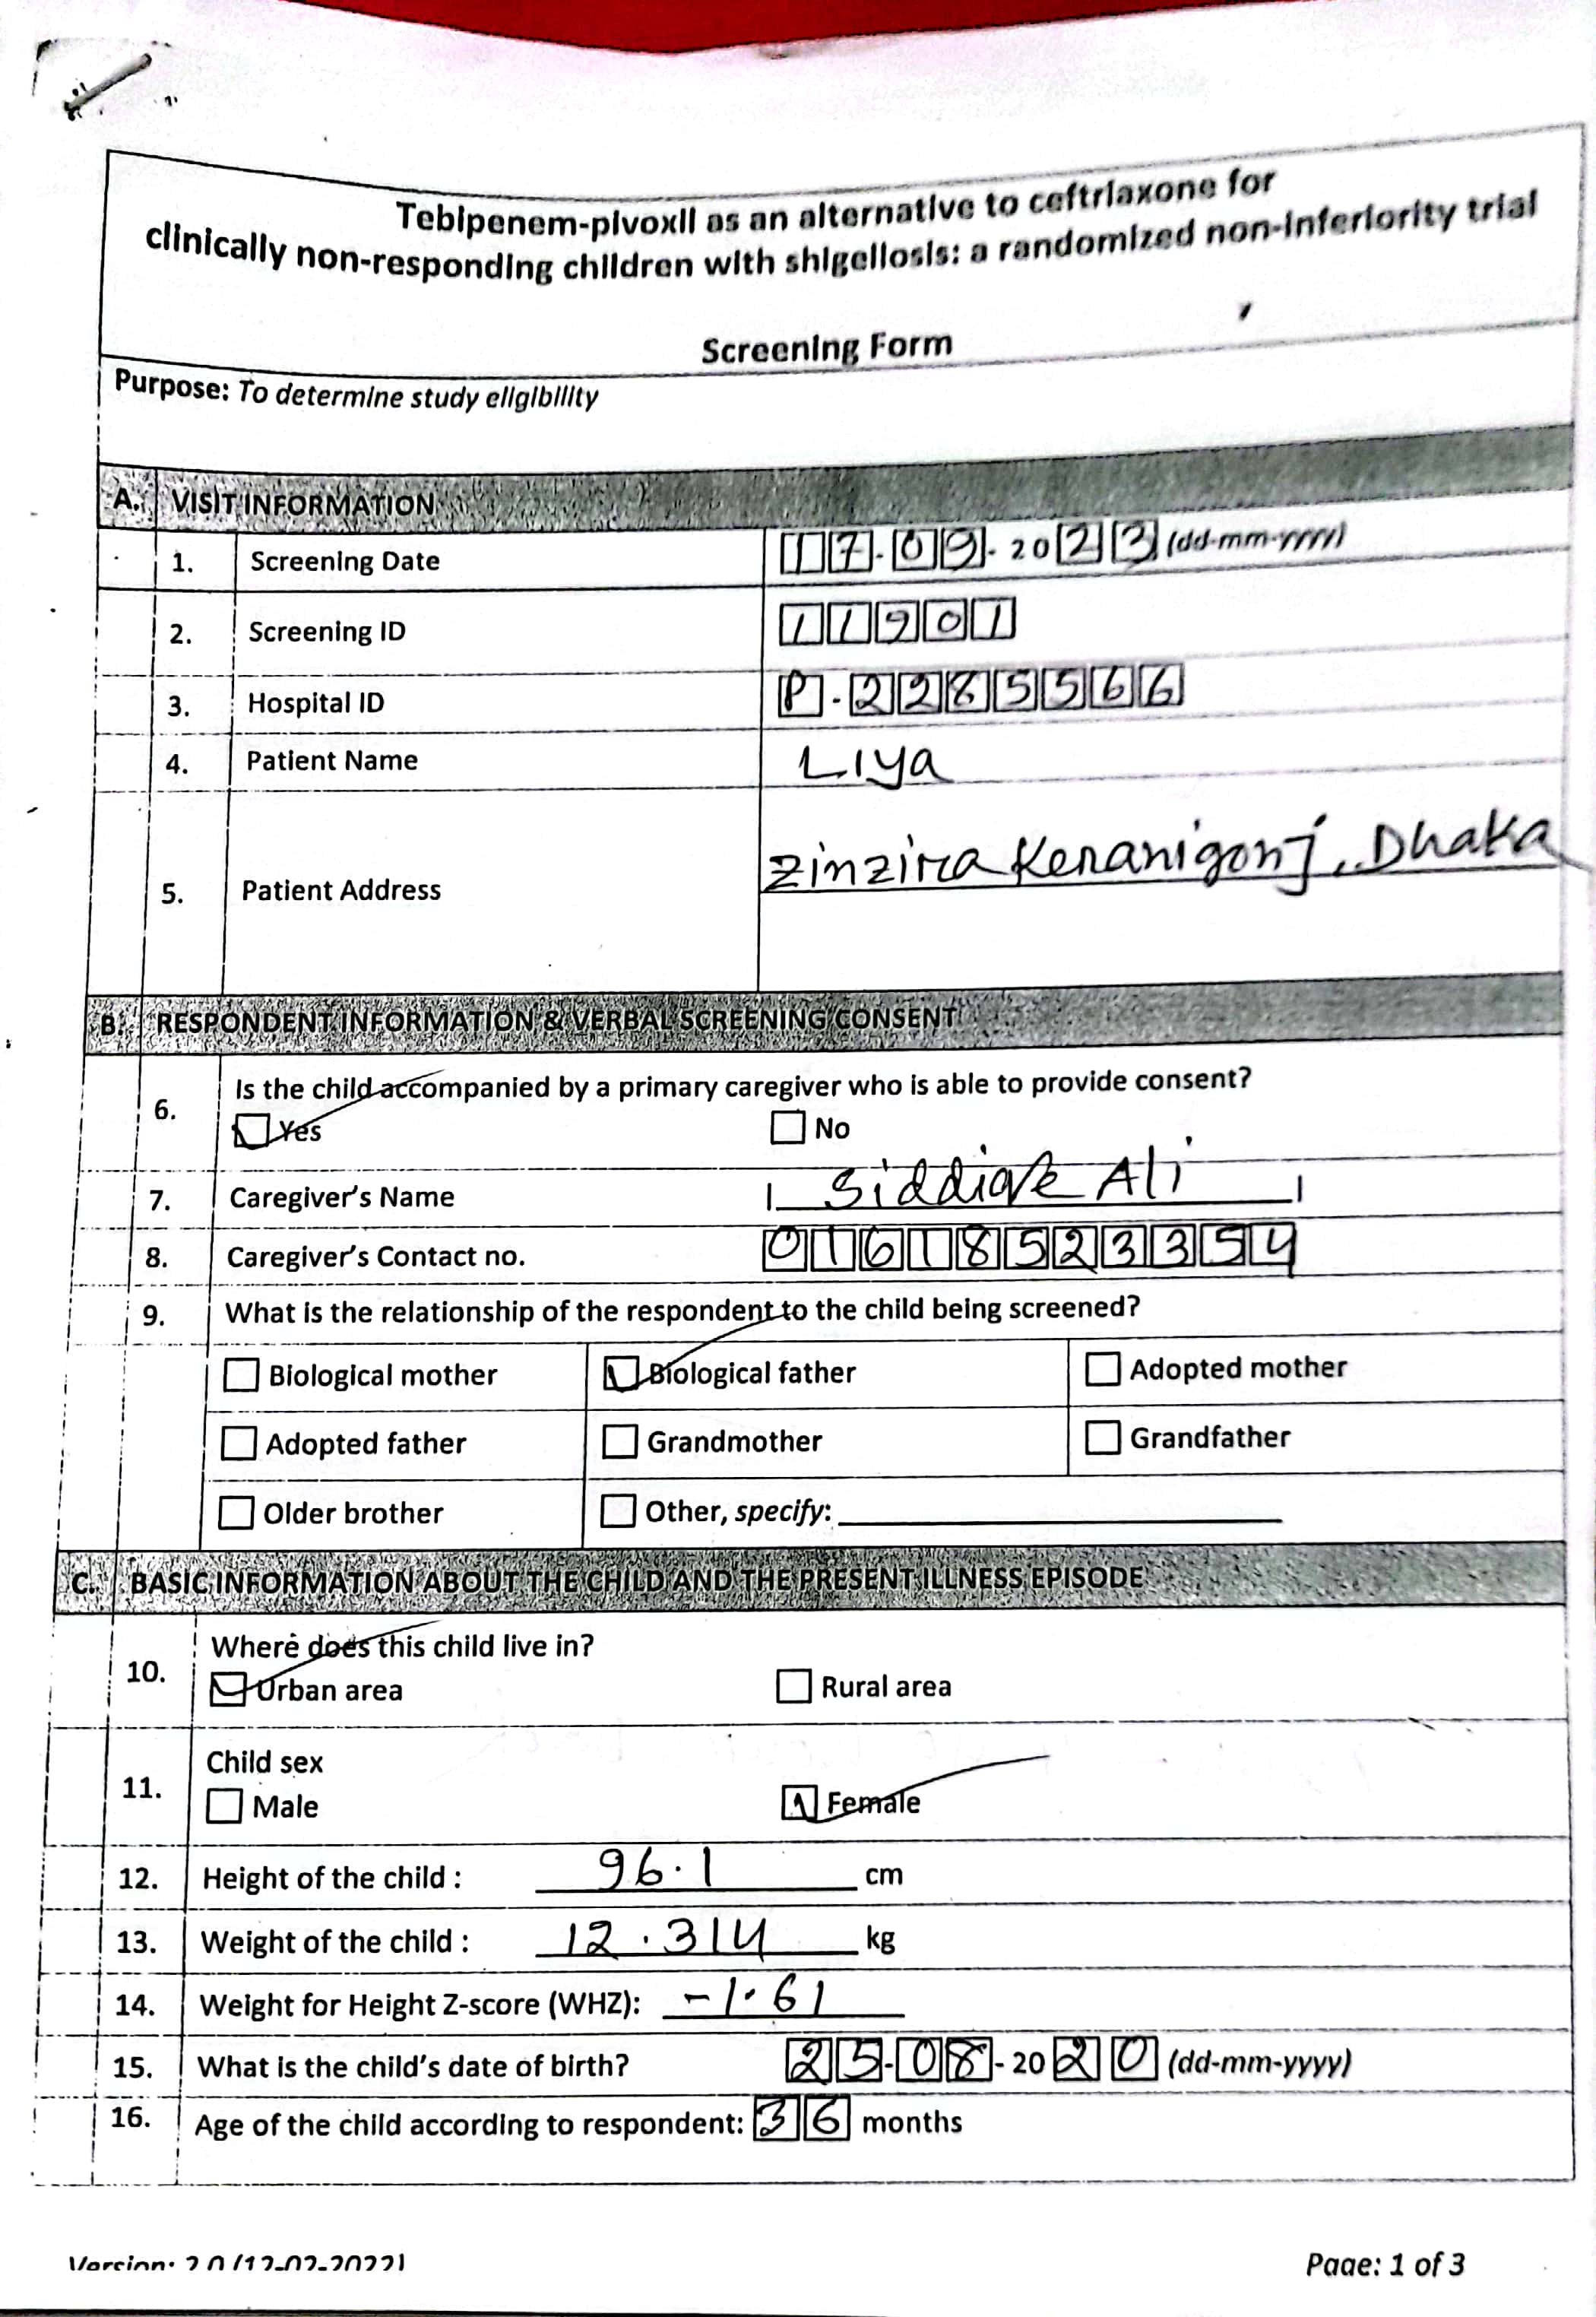 Tebipenem-pivoxil as an alternative to ceftriaxone for
clinically non-responding children with shigellosis: a randomized non-inferiority trial
Screening Form
Purpose: To determine study eligibility
A. VISIT INFORMATION
1. Screening Date 17-09-2023 (dd-mm-yyyy)
2. Screening ID 11901
3. Hospital ID P-2285566
4. Patient Name Liya
5. Patient Address Zinzira Keranigonj, Dhaka
B. RESPONDENT INFORMATION & VERBAL SCREENING CONSENT
6. Is the child accompanied by a primary caregiver who is able to provide consent?
Yes No
7. Caregiver's Name Ali
8. Caregiver's Contact no. 01618523354
9. What is the relationship of the respondent to the child being screened?
Biological mother Biological father Adopted mother
Adopted father Grandmother Grandfather
Older brother Other, specify:
C. BASIC INFORMATION ABOUT THE CHILD AND THE PRESENT ILLNESS EPISODE
10. Where does this child live in?
Urban area Rural area
11. Child sex
Male Female
12. Height of the child : 96.1 cm
13. Weight of the child : 12.314 kg
14. Weight for Height Z-score (WHZ): -1.61
15. What is the child's date of birth? 25-08-2020 (dd-mm-yyyy)
16. Age of the child according to respondent: 36 months
Version: 2.0 (12-02-2022) Page: 1 of 3